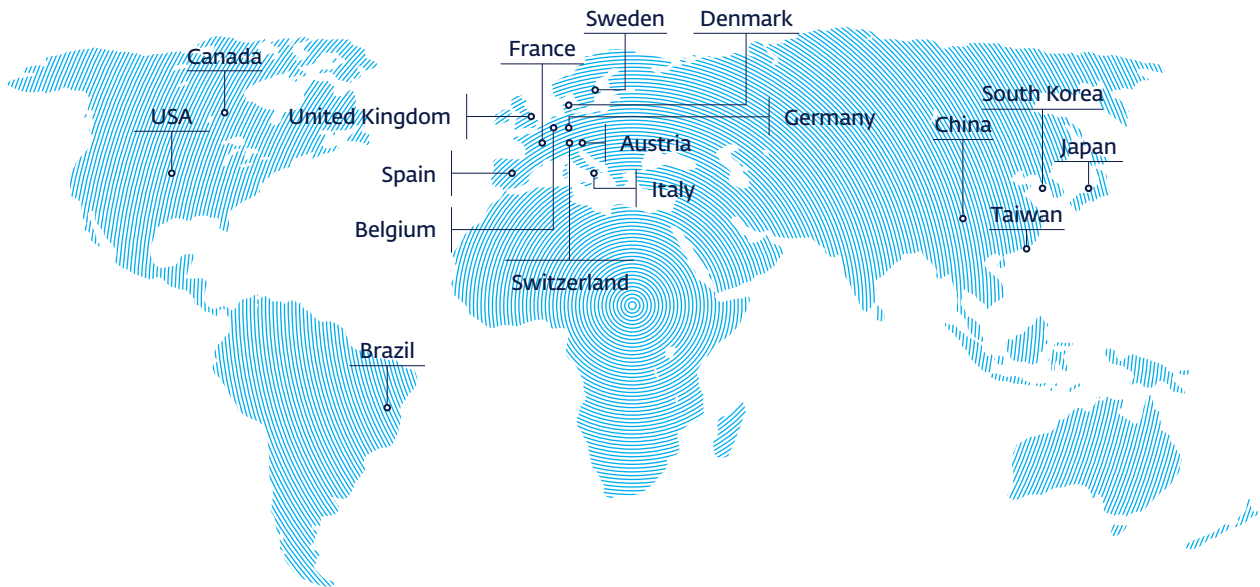 Sweden
Denmark
France
Canada
South Korea
USA
United Kingdom
Germany
China
Austria
Japan
Spain
Italy
Taiwan
Belgium
Switzerland
Brazil